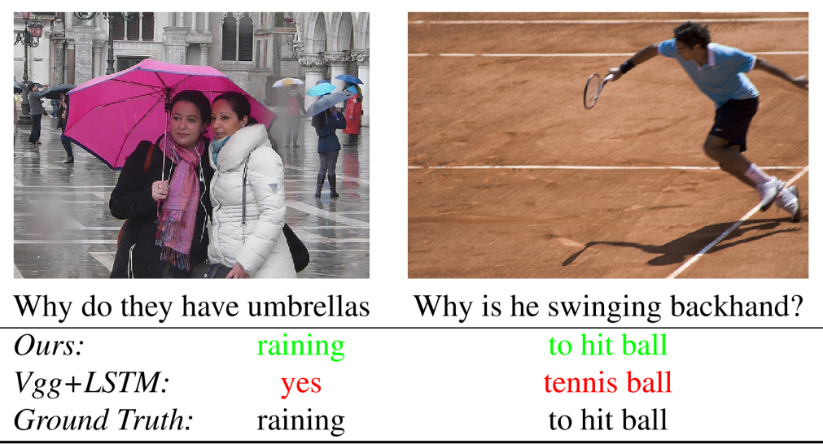 Why do they have umbrellas Why is he swinging backhand?
Ours: raining to hit ball
Vgg+LSTM: yes tennis ball
Ground Truth: raining to hit ball